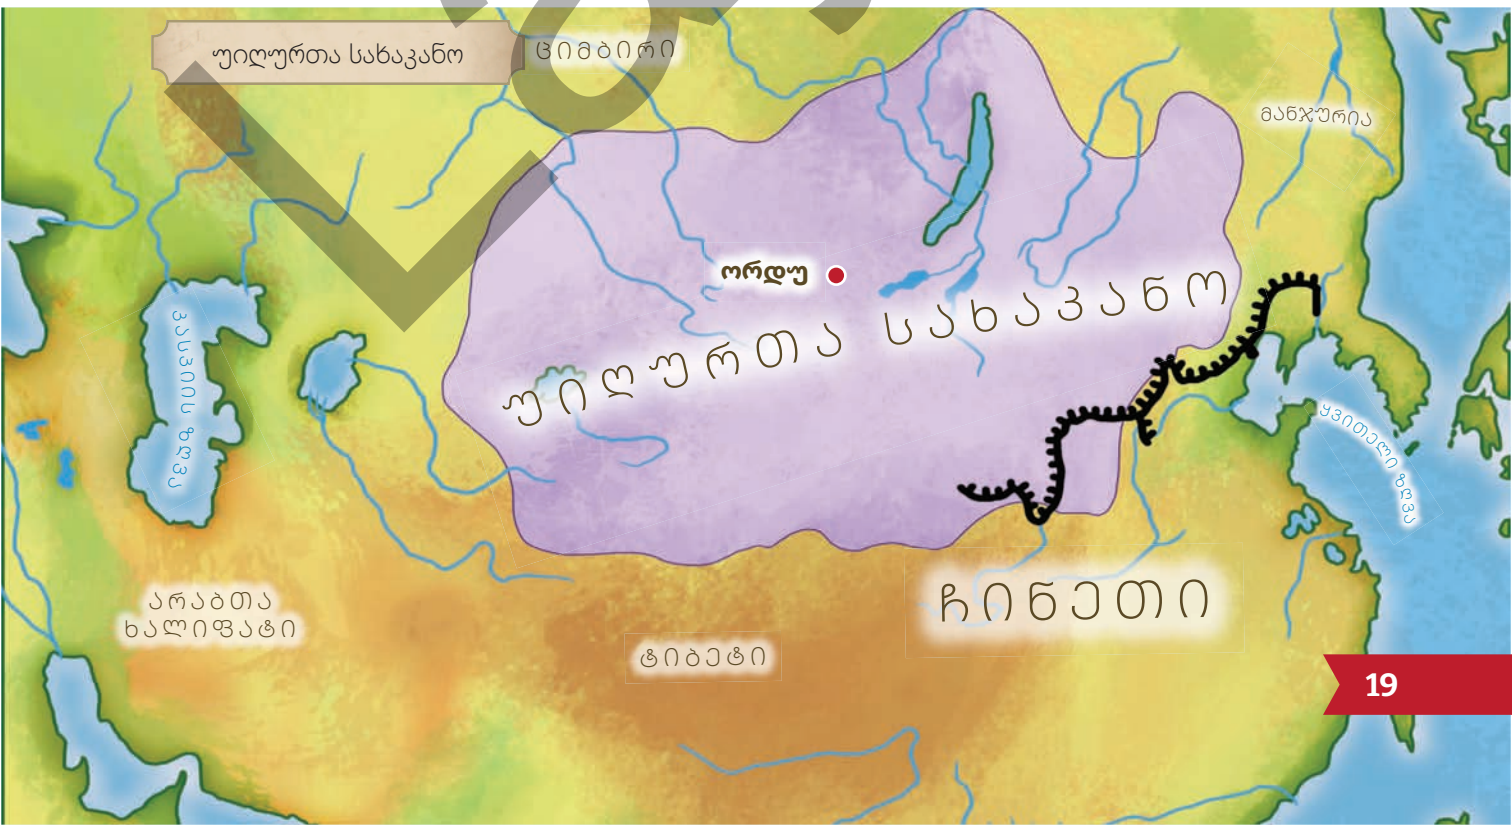 უიღურთა სახაკანო
ციმბირი
მანჯურია
ორდუ
უიღურთა სახაკანო
კასპიის ზღვა
ყვითელი ზღვა
არაბთა
ხალიფატი
ჩინეთი
ტიბეტი
19